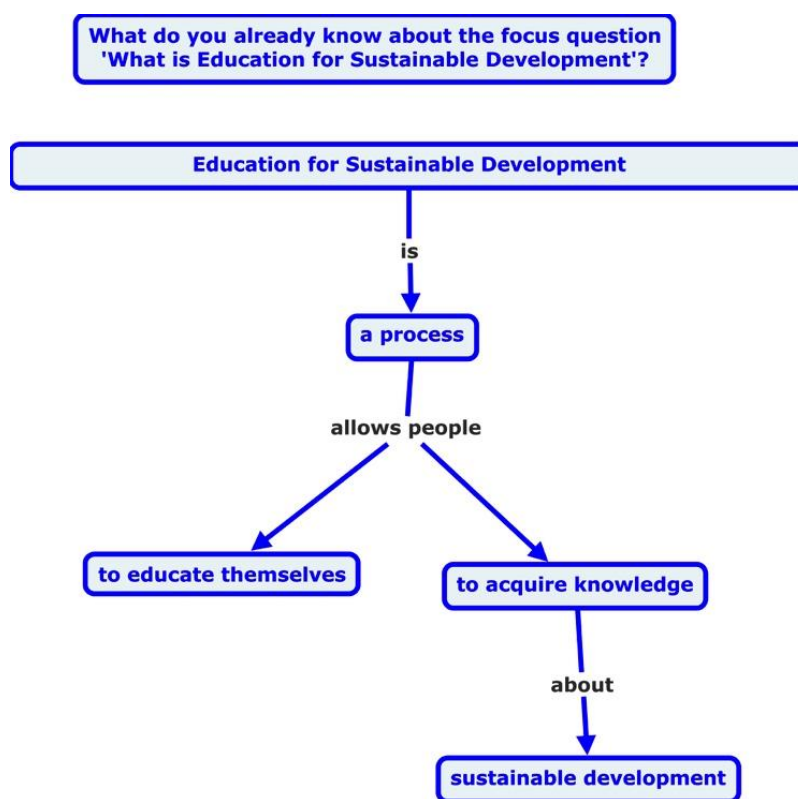 What do you already know about the focus question
'What is Education for Sustainable Development'?
Education for Sustainable Development
is
a process
allows people
to educate themselves
to acquire knowledge
about
sustainable development